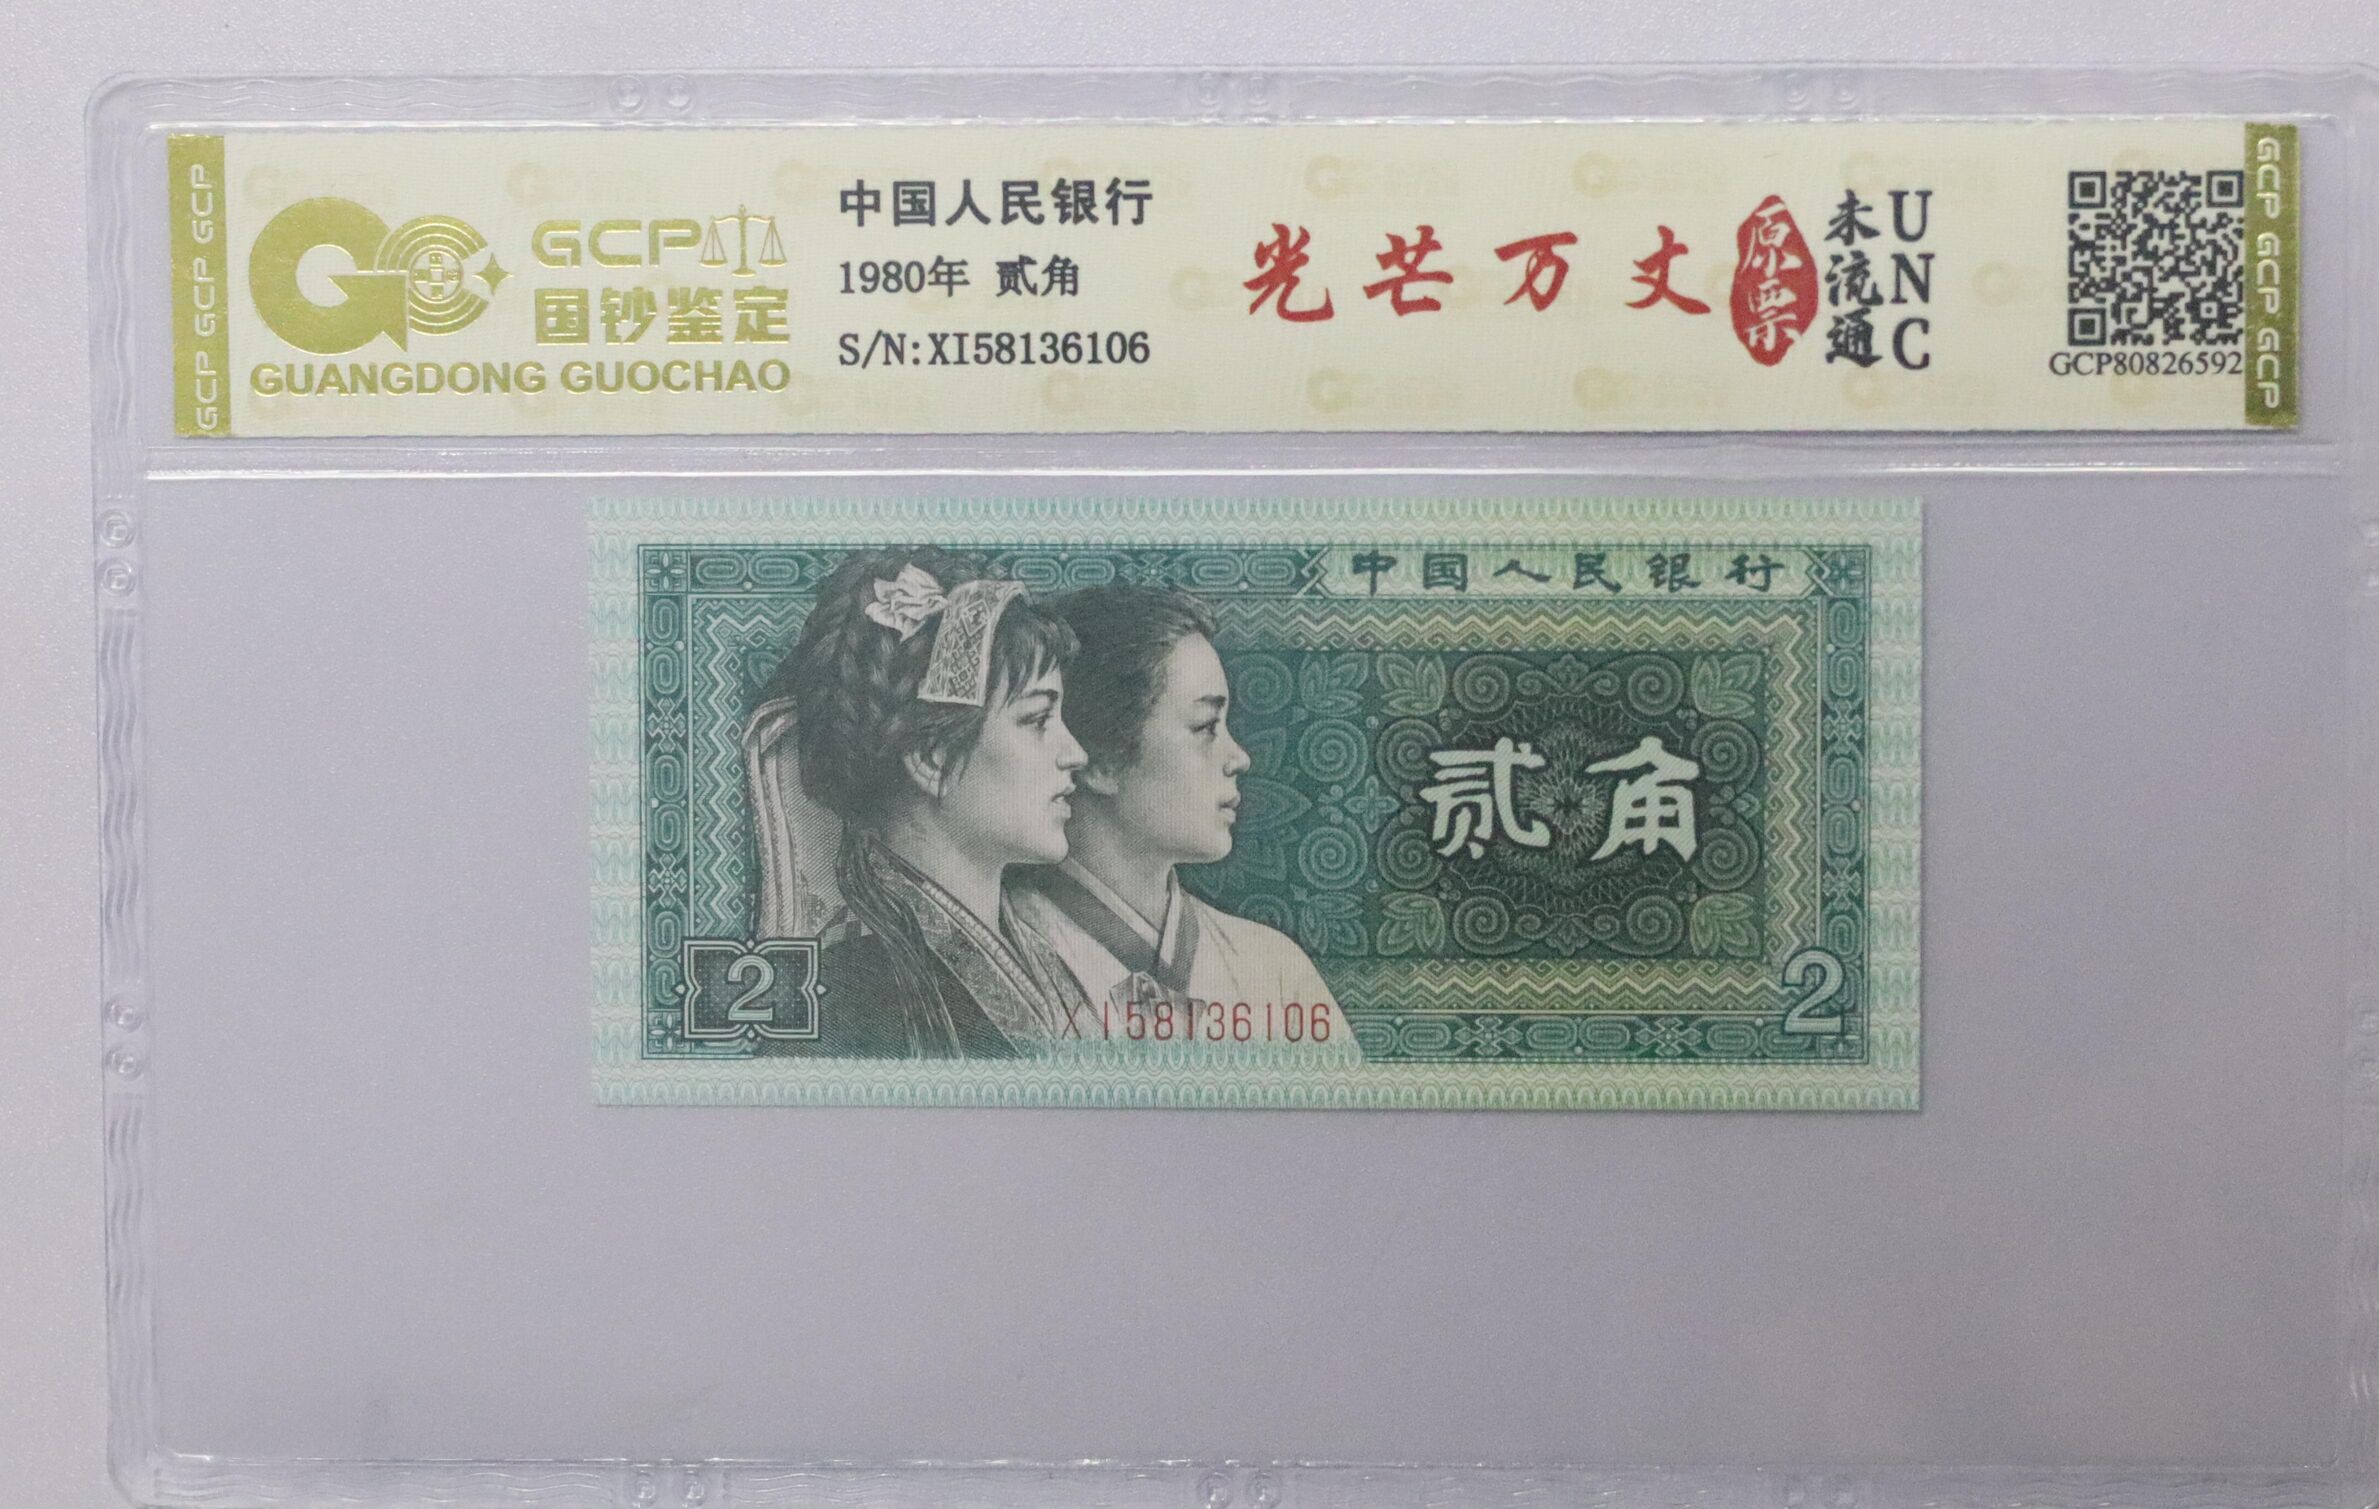 GCP GCP GCP
GCP
国钞鉴定
GUANGDONG GUOCHAO
中国人民银行
1980年 贰角
S/N:XI58136106
光芒万丈
原票
未流通
UNC
GCP80826592
GCP GCP GCP
中国人民银行
贰角
2
XI58136106
2